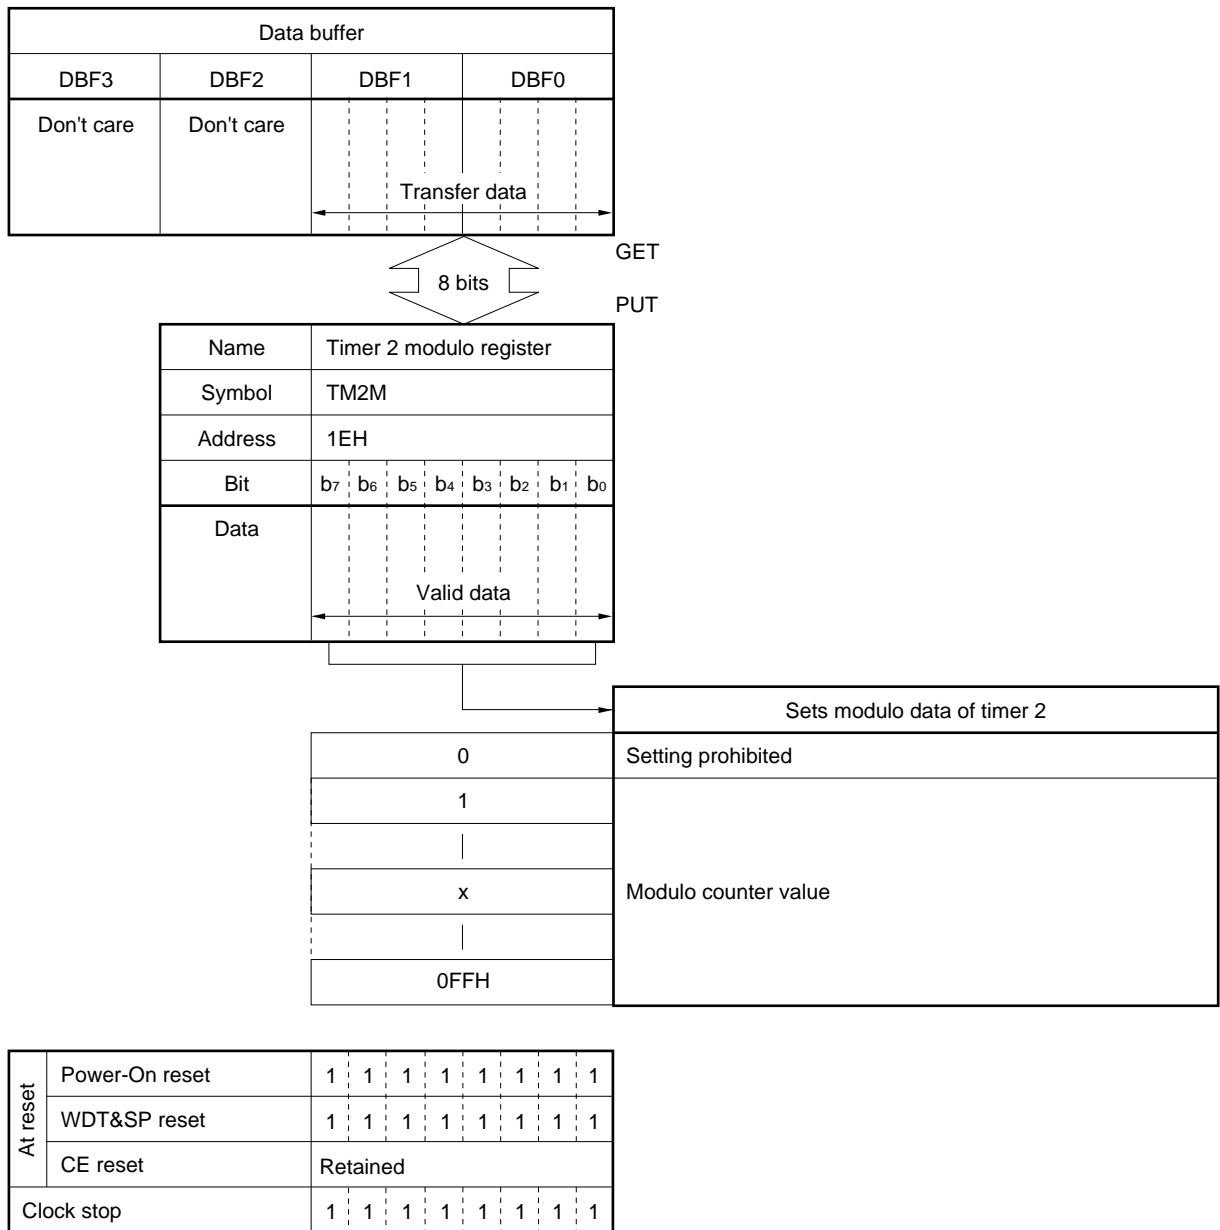 Data buffer
DBF3 DBF2 DBF1 DBF0
Don't care Don't care
Transfer data
GET
8 bits
PUT
Name Timer 2 modulo register
Symbol TM2M
Address 1EH
Bit b7 b6 b5 b4 b3 b2 b1 b0
Data
Valid data
Sets modulo data of timer 2
0 Setting prohibited
1
x Modulo counter value
0FFH
At reset
Power-On reset 1 1 1 1 1 1 1 1
WDT&SP reset 1 1 1 1 1 1 1 1
CE reset Retained
Clock stop 1 1 1 1 1 1 1 1